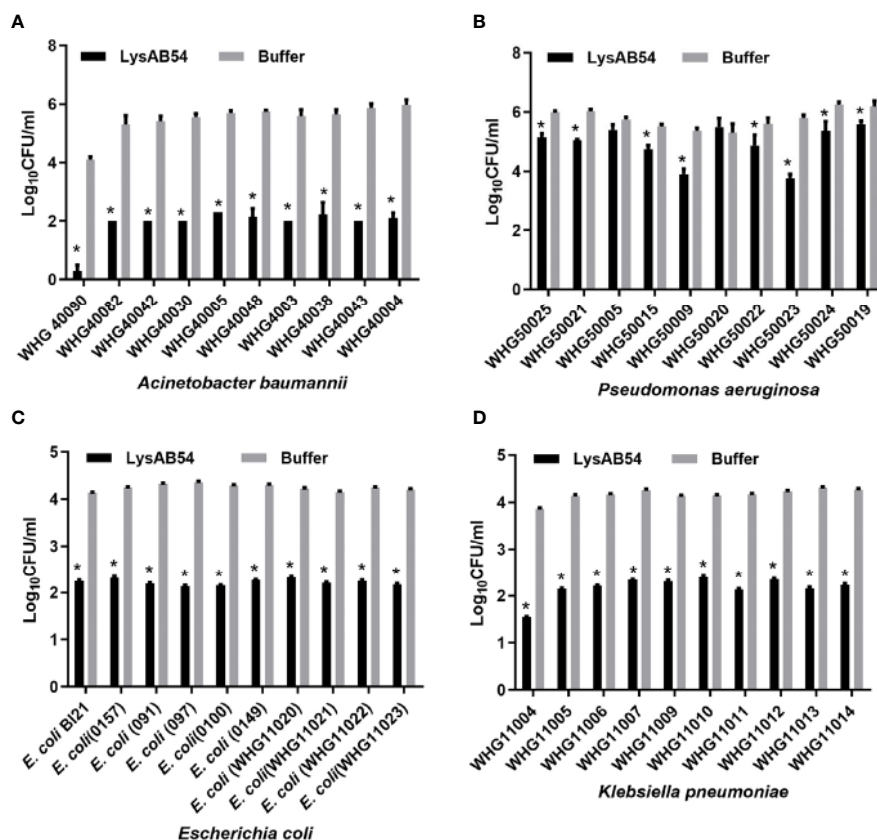 A
LysAB54 Buffer
Log10CFU/ml
8
6
4
2
0
* * * * * * * * * *
WHG 40090
WHG40082
WHG40042
WHG40030
WHG40005
WHG40048
WHG4003
WHG40038
WHG40043
WHG40004
Acinetobacter baumannii
B
LysAB54 Buffer
Log10CFU/ml
8
6
4
2
0
* * * * * * * *
WHG50025
WHG50021
WHG50005
WHG50015
WHG50009
WHG50020
WHG50022
WHG50023
WHG50024
WHG50019
Pseudomonas aeruginosa
C
LysAB54 Buffer
Log10CFU/ml
5
4
3
2
1
0
* * * * * * * * * *
E. coli Bl21
E. coli(0157)
E. coli (091)
E. coli (097)
E. coli(0100)
E. coli (0149)
E. coli (WHG11020)
E. coli(WHG11021)
E. coli (WHG11022)
E. coli(WHG11023)
Escherichia coli
D
LysAB54 Buffer
Log10CFU/ml
5
4
3
2
1
0
* * * * * * * * * *
WHG11004
WHG11005
WHG11006
WHG11007
WHG11009
WHG11010
WHG11011
WHG11012
WHG11013
WHG11014
Klebsiella pneumoniae